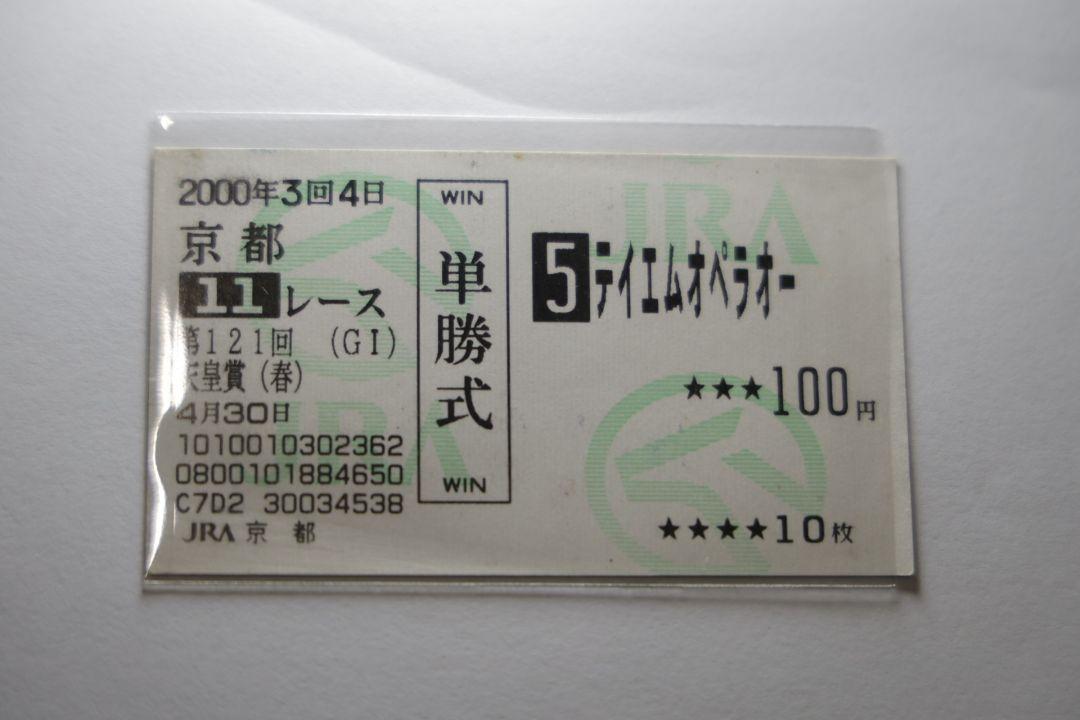 2000年3回4日
京都
11レース
第121回 (GI)
天皇賞(春)
4月30日
1010010302362
0800101884650
C7D2 30034538
JRA 京都
WIN
単勝式
WIN
JRA
5テイエムオペラオー
★★★100円
★★★★10枚
JRA